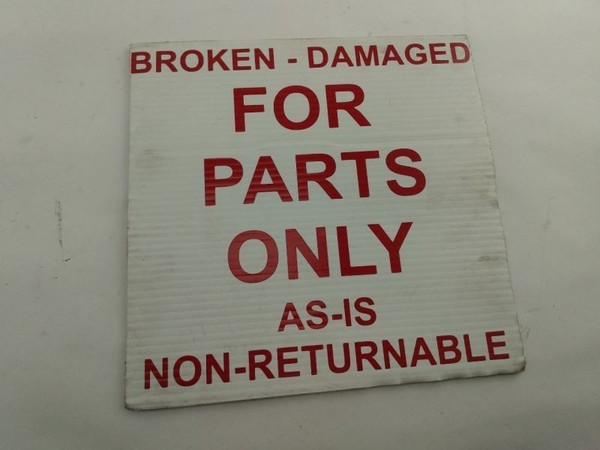 BROKEN - DAMAGED
FOR
PARTS
ONLY
AS-IS
NON-RETURNABLE